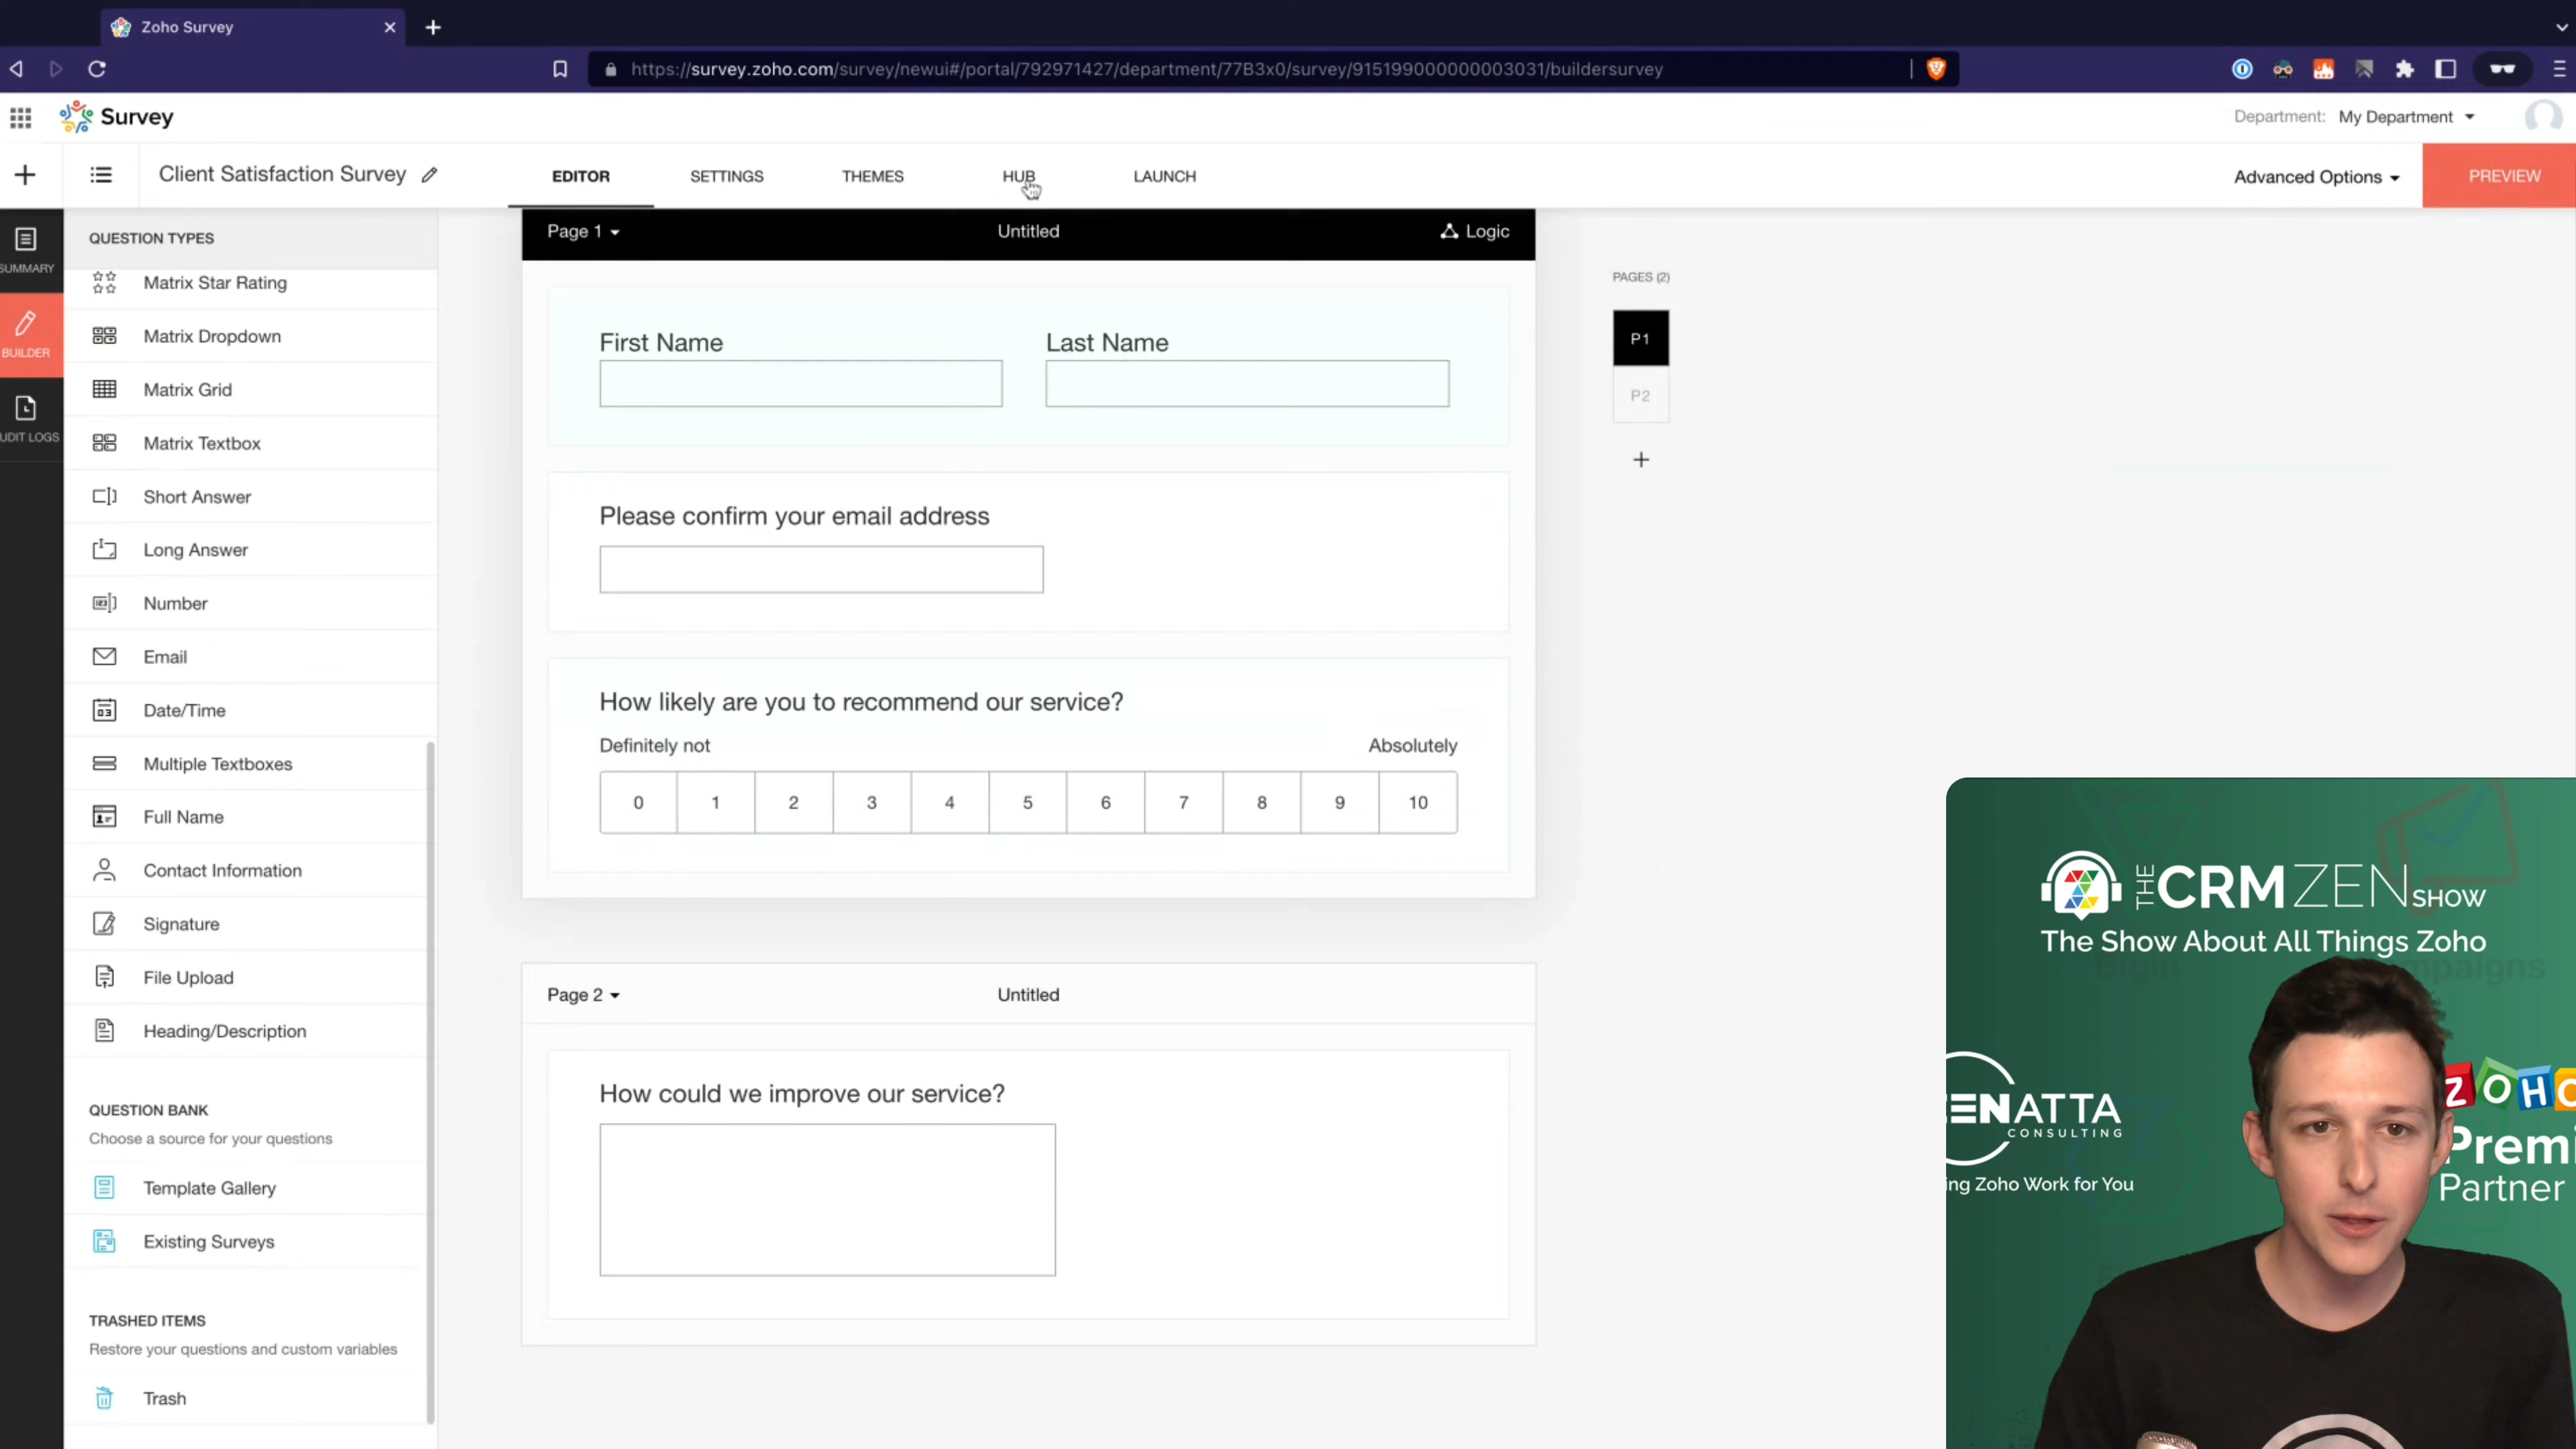 Zoho Survey
https://survey.zoho.com/survey/newui#/portal/792971427/department/77B3x0/survey/915199000000003031/buildersurvey
Survey
Department: My Department
Client Satisfaction Survey
EDITOR
SETTINGS
THEMES
HUB
LAUNCH
Advanced Options
PREVIEW
SUMMARY
BUILDER
UDIT LOGS
QUESTION TYPES
Matrix Star Rating
Matrix Dropdown
Matrix Grid
Matrix Textbox
Short Answer
Long Answer
Number
Email
Date/Time
Multiple Textboxes
Full Name
Contact Information
Signature
File Upload
Heading/Description
QUESTION BANK
Choose a source for your questions
Template Gallery
Existing Surveys
TRASHED ITEMS
Restore your questions and custom variables
Trash
Page 1
Untitled
Logic
First Name
Last Name
Please confirm your email address
How likely are you to recommend our service?
Definitely not
Absolutely
0 1 2 3 4 5 6 7 8 9 10
Page 2
Untitled
How could we improve our service?
PAGES (2)
P1
P2
THE CRM ZEN SHOW
The Show About All Things Zoho
Bigin
mpaigns
ENATTA
CONSULTING
ing Zoho Work for You
ZOHO
Premi
Partner